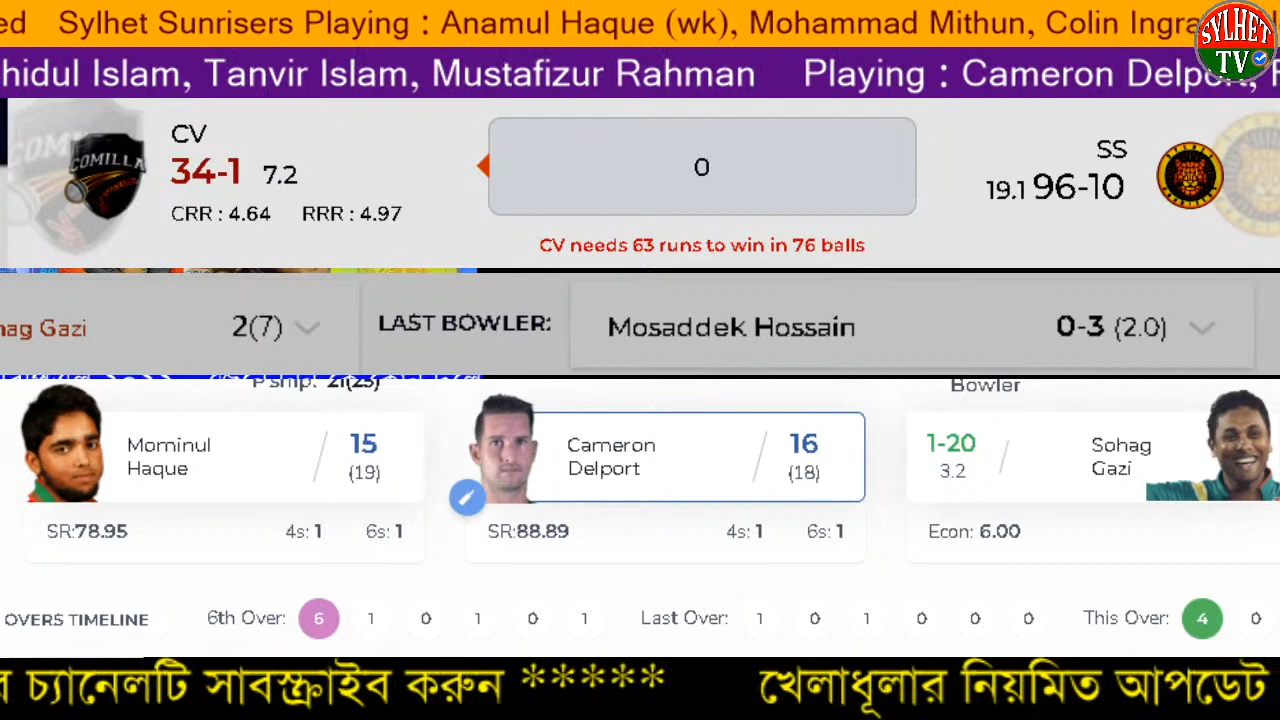 ed Sylhet Sunrisers Playing : Anamul Haque (wk), Mohammad Mithun, Colin Ingra
SYLHET TV
hidul Islam, Tanvir Islam, Mustafizur Rahman Playing : Cameron Delport,
COMILLA
CV
34-1 7.2
CRR : 4.64 RRR : 4.97
0
CV needs 63 runs to win in 76 balls
SS
19.1 96-10
hag Gazi 2(7) LAST BOWLER: Mosaddek Hossain 0-3 (2.0)
P'ship: 21(23) Bowler
Mominul Haque 15 (19)
SR:78.95 4s: 1 6s: 1
Cameron Delport 16 (18)
SR:88.89 4s: 1 6s: 1
1-20 3.2 Sohag Gazi
Econ: 6.00
OVERS TIMELINE 6th Over: 6 1 0 1 0 1 Last Over: 1 0 1 0 0 0 This Over: 4 0
র চ্যানেলটি সাবস্ক্রাইব করুন ***** খেলাধূলার নিয়মিত আপডেট